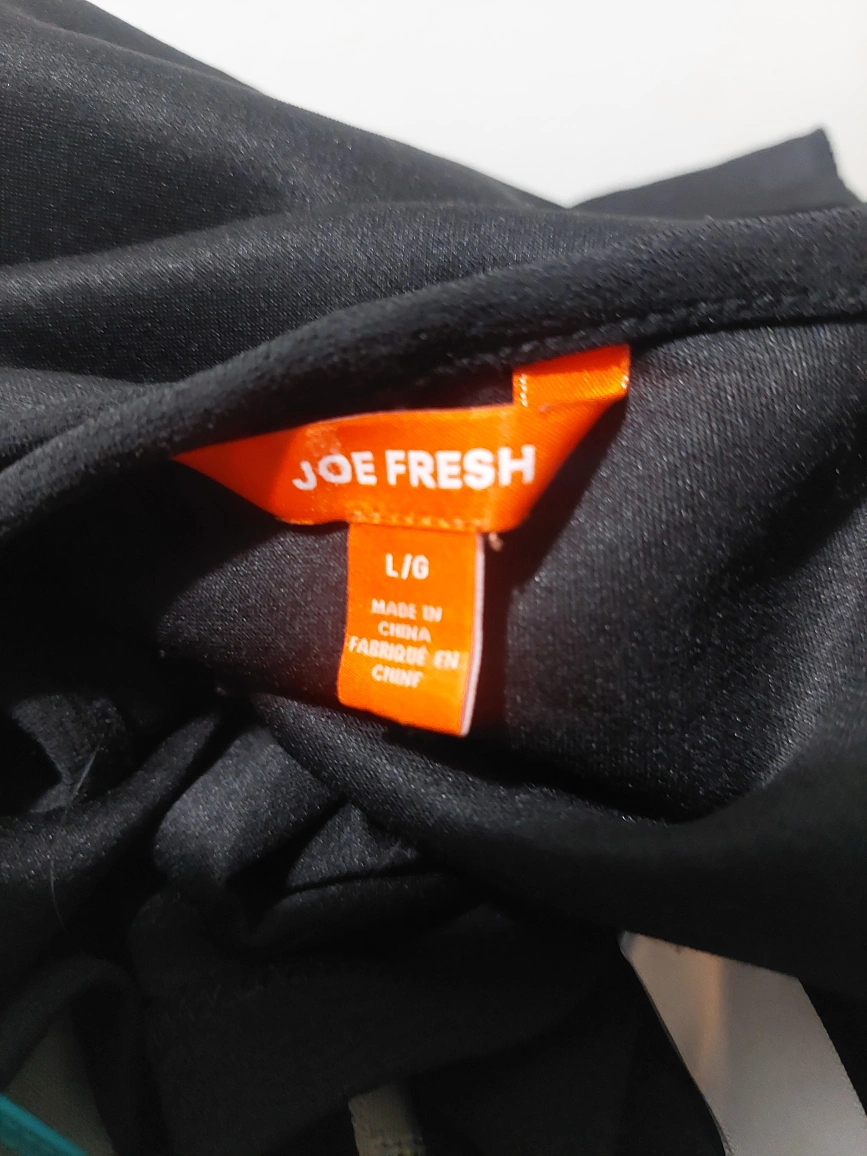 JOE FRESH
L/G
MADE IN
CHINA
FABRIQUÉ EN
CHINE